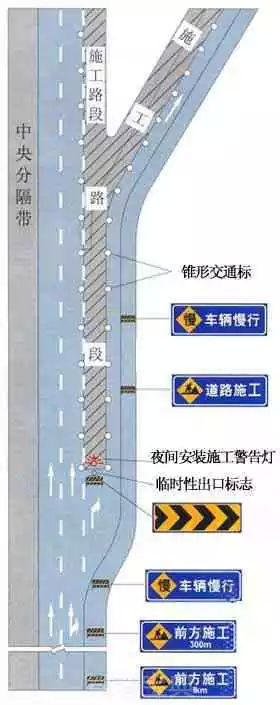 施工路段
施
工
路
段
中央分隔带
锥形交通标
慢 车辆慢行
道路施工
夜间安装施工警告灯
临时性出口标志
慢 车辆慢行
前方施工
300m
前方施工
1km